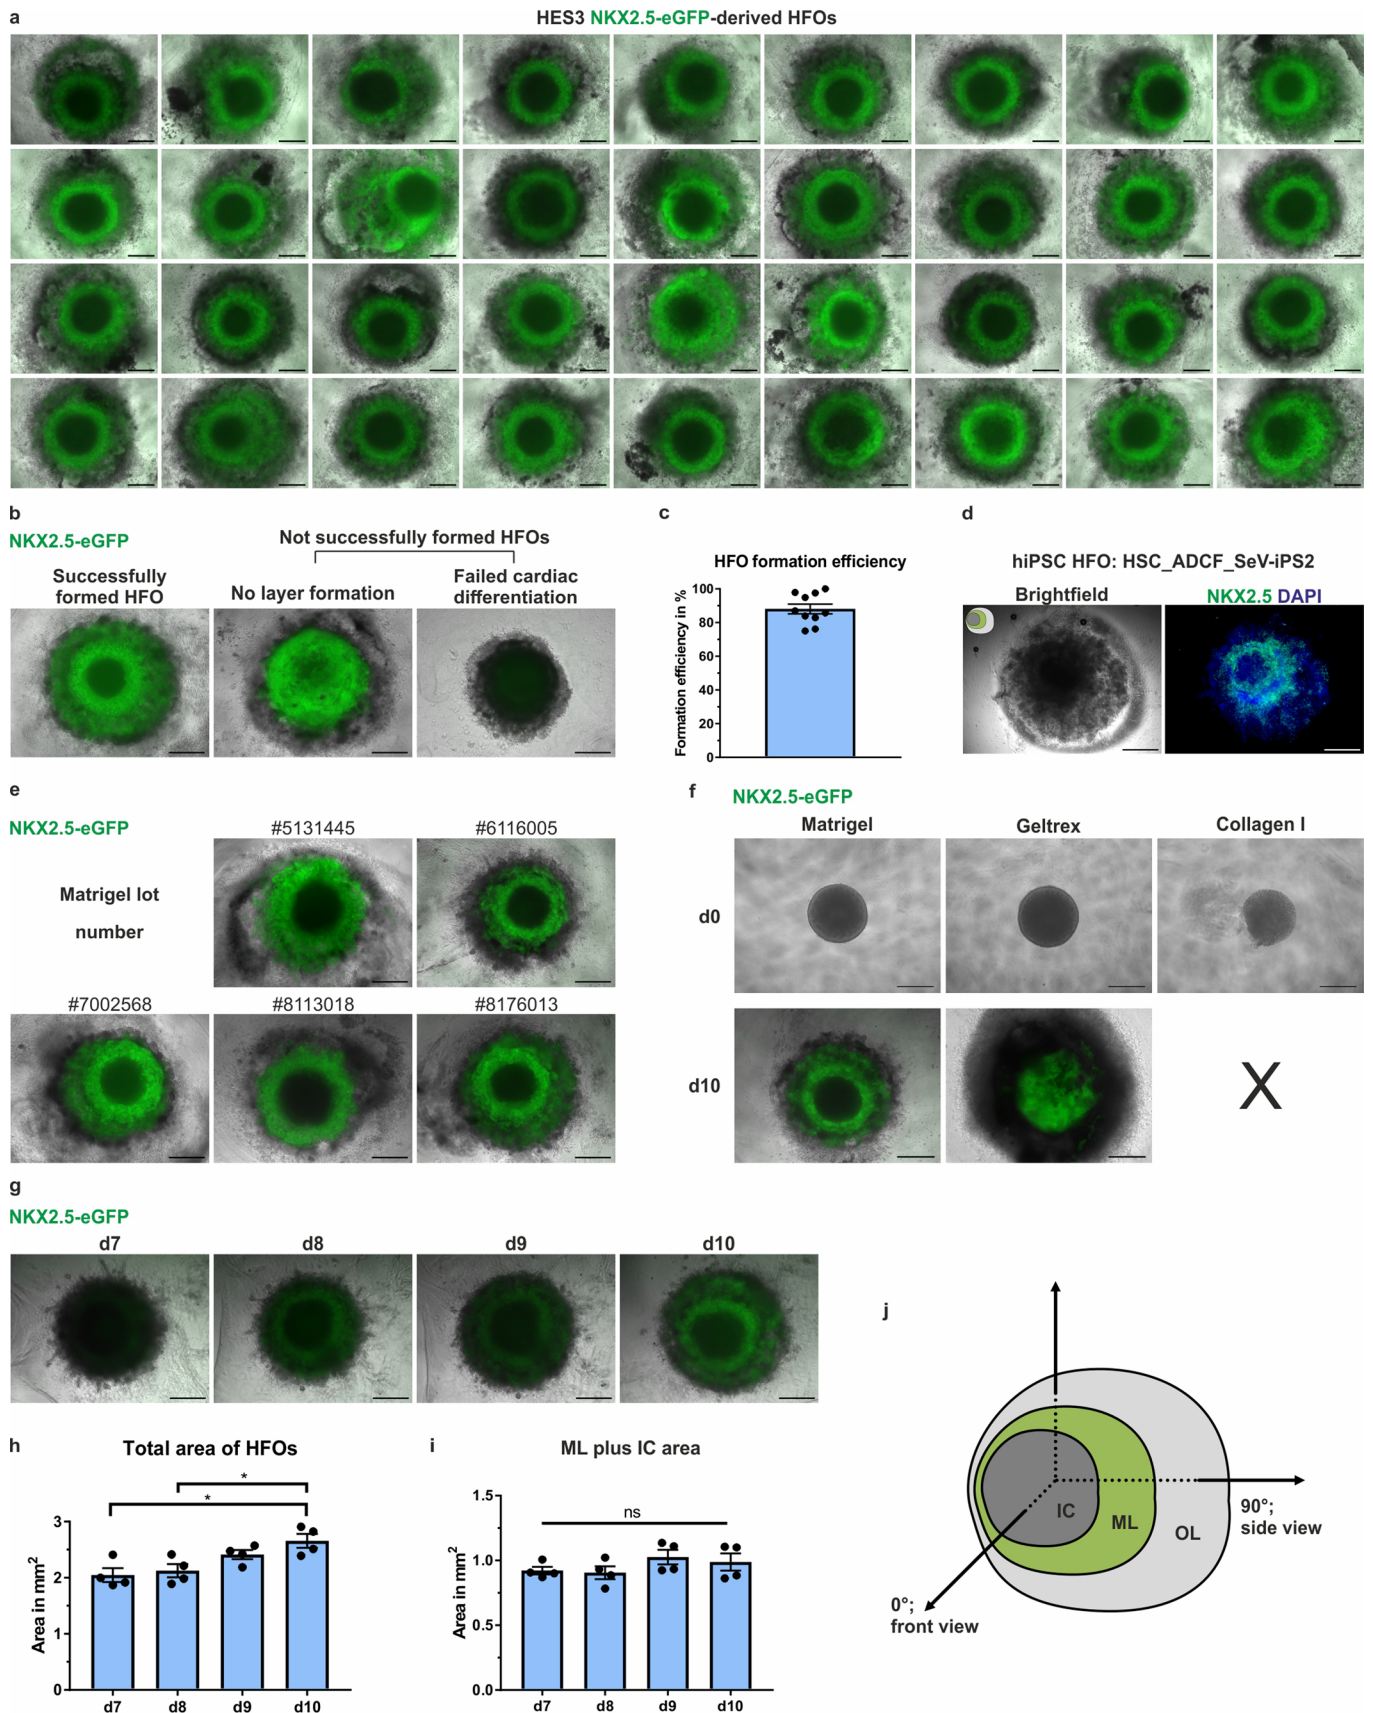 a
HES3 NKX2.5-eGFP-derived HFOs
b
NKX2.5-eGFP
Not successfully formed HFOs
Successfully
formed HFO
No layer formation
Failed cardiac
differentiation
c
HFO formation efficiency
Formation efficiency in %
100
80
60
40
20
0
d
hiPSC HFO: HSC_ADCF_SeV-iPS2
Brightfield
NKX2.5 DAPI
e
NKX2.5-eGFP
Matrigel lot
number
#5131445
#6116005
#7002568
#8113018
#8176013
f
NKX2.5-eGFP
Matrigel
Geltrex
Collagen I
d0
d10
X
g
NKX2.5-eGFP
d7
d8
d9
d10
h
Total area of HFOs
*
*
Area in mm2
3
2
1
0
d7
d8
d9
d10
i
ML plus IC area
ns
Area in mm2
1.5
1.0
0.5
0.0
d7
d8
d9
d10
j
IC
ML
OL
90°;
side view
0°;
front view